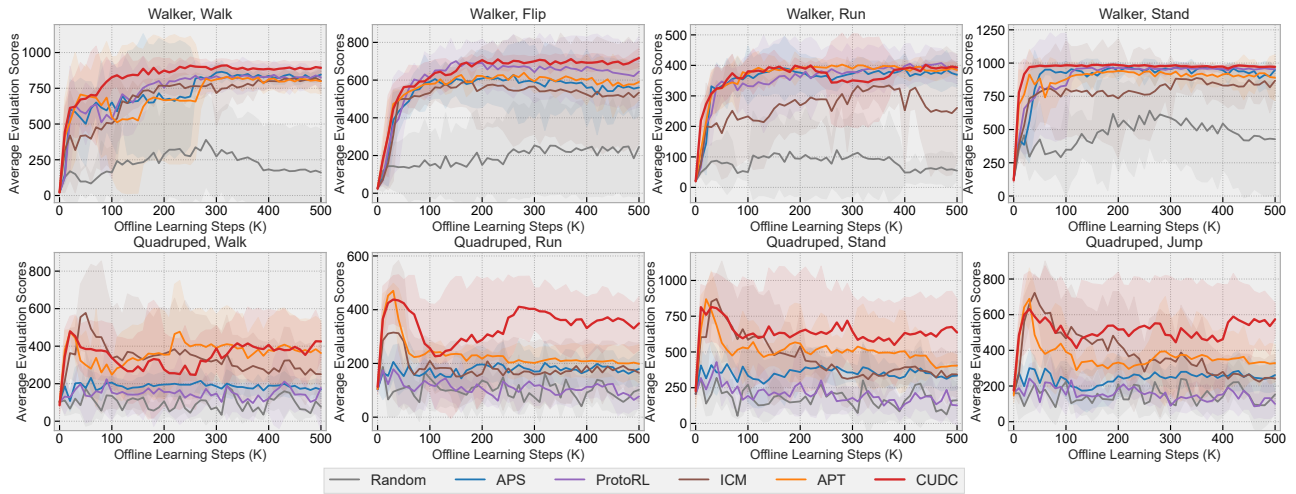 Walker, Walk
Average Evaluation Scores
1000
750
500
250
0
0 100 200 300 400 500
Offline Learning Steps (K)
Walker, Flip
Average Evaluation Scores
800
600
400
200
0
0 100 200 300 400 500
Offline Learning Steps (K)
Walker, Run
Average Evaluation Scores
500
400
300
200
100
0
0 100 200 300 400 500
Offline Learning Steps (K)
Walker, Stand
Average Evaluation Scores
1250
1000
750
500
250
0
0 100 200 300 400 500
Offline Learning Steps (K)
Quadruped, Walk
Average Evaluation Scores
800
600
400
200
0
0 100 200 300 400 500
Offline Learning Steps (K)
Quadruped, Run
Average Evaluation Scores
600
400
200
0
0 100 200 300 400 500
Offline Learning Steps (K)
Quadruped, Stand
Average Evaluation Scores
1000
750
500
250
0
0 100 200 300 400 500
Offline Learning Steps (K)
Quadruped, Jump
Average Evaluation Scores
800
600
400
200
0
0 100 200 300 400 500
Offline Learning Steps (K)
Random APS ProtoRL ICM APT CUDC